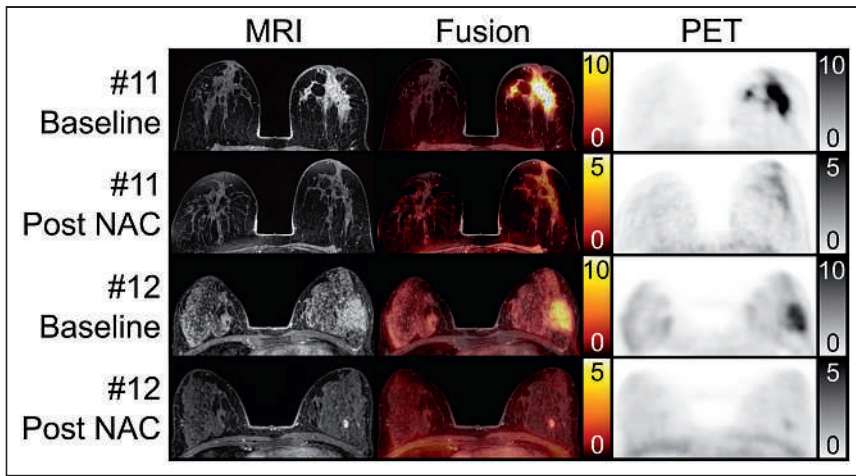 MRI Fusion PET
#11 Baseline 10 0 10 0
#11 Post NAC 5 0 5 0
#12 Baseline 10 0 10 0
#12 Post NAC 5 0 5 0